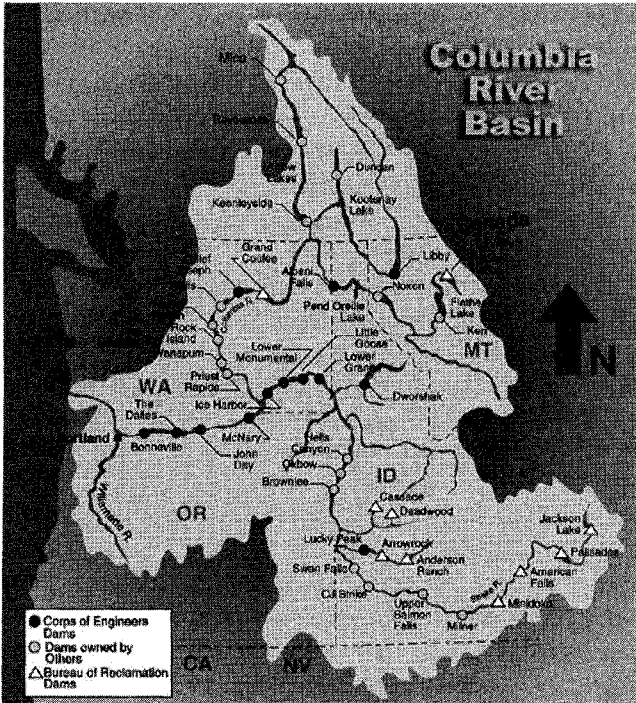 Columbia
River
Basin
Mica
Duncan
Keenleyside
Kootenay
Lake
Grand
Coulee
Albeni
Falls
Libby
Noxon
Pend Oreille
Lake
Lake
Kerr
Columbia R.
Rock
Island
Wanapum
Priest
Rapids
Lower
Monumental
Little
Goose
Lower
WA
MT
Ice Harbor
Dworshak
The
Dalles
McNary
Bonneville
John
Day
Hells
Canyon
Oxbow
Brownlee
ID
OR
Willamette R.
Cascade
Deadwood
Lucky Peak
Arrowrock
Anderson
Ranch
Swan Falls
CJ Strike
Upper
Salmon
Falls
Milner
Snake R.
Minidoka
American
Falls
Palisades
Jackson
Lake
N
CA
NV
Corps of Engineers
Dams
Dams owned by
Others
Bureau of Reclamation
Dams